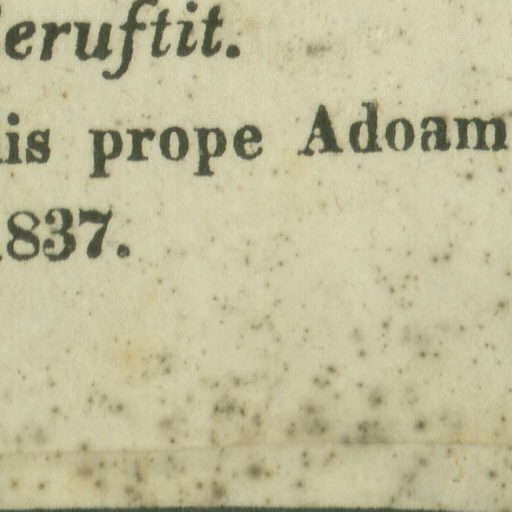 eruftit.
is prope Adoam
837.